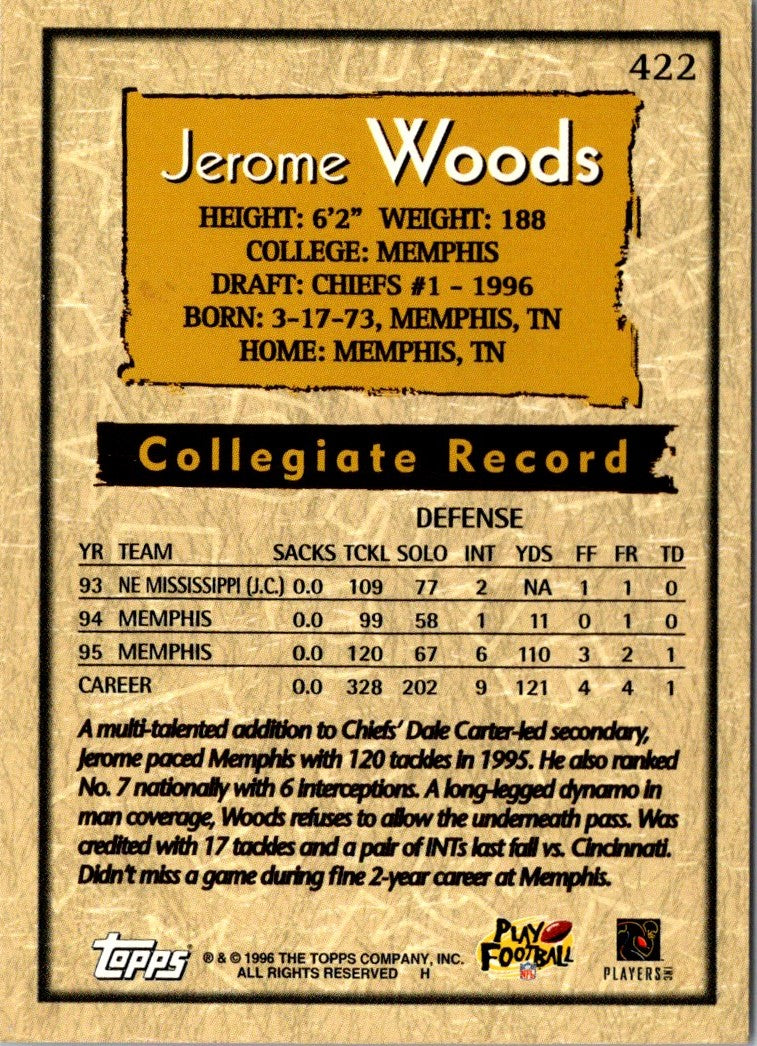 422
Jerome Woods
HEIGHT: 6'2" WEIGHT: 188
COLLEGE: MEMPHIS
DRAFT: CHIEFS #1 - 1996
BORN: 3-17-73, MEMPHIS, TN
HOME: MEMPHIS, TN
Collegiate Record
DEFENSE
YR TEAM SACKS TCKL SOLO INT YDS FF FR TD
93 NE MISSISSIPPI (J.C.) 0.0 109 77 2 NA 1 1 0
94 MEMPHIS 0.0 99 58 1 11 0 1 0
95 MEMPHIS 0.0 120 67 6 110 3 2 1
CAREER 0.0 328 202 9 121 4 4 1
A multi-talented addition to Chiefs' Dale Carter-led secondary,
Jerome paced Memphis with 120 tackles in 1995. He also ranked
No. 7 nationally with 6 interceptions. A long-legged dynamo in
man coverage, Woods refuses to allow the underneath pass. Was
credited with 17 tackles and a pair of INTs last fall vs. Cincinnati.
Didn't miss a game during fine 2-year career at Memphis.
topps ® & © 1996 THE TOPPS COMPANY, INC.
ALL RIGHTS RESERVED H
PLAY
FOOTBALL
NFL
PLAYERS INC